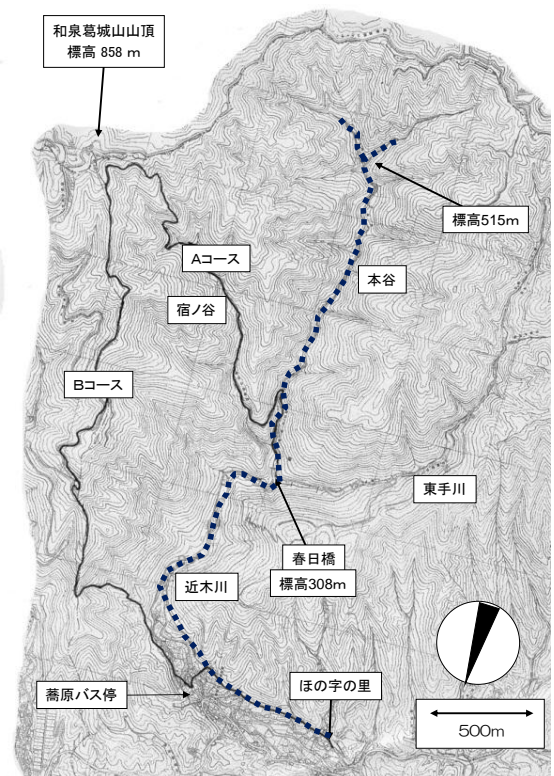 和泉葛城山山頂
標高 858 m
標高515m
Aコース
本谷
宿ノ谷
Bコース
東手川
春日橋
標高308m
近木川
ほの字の里
蕎原バス停
500m